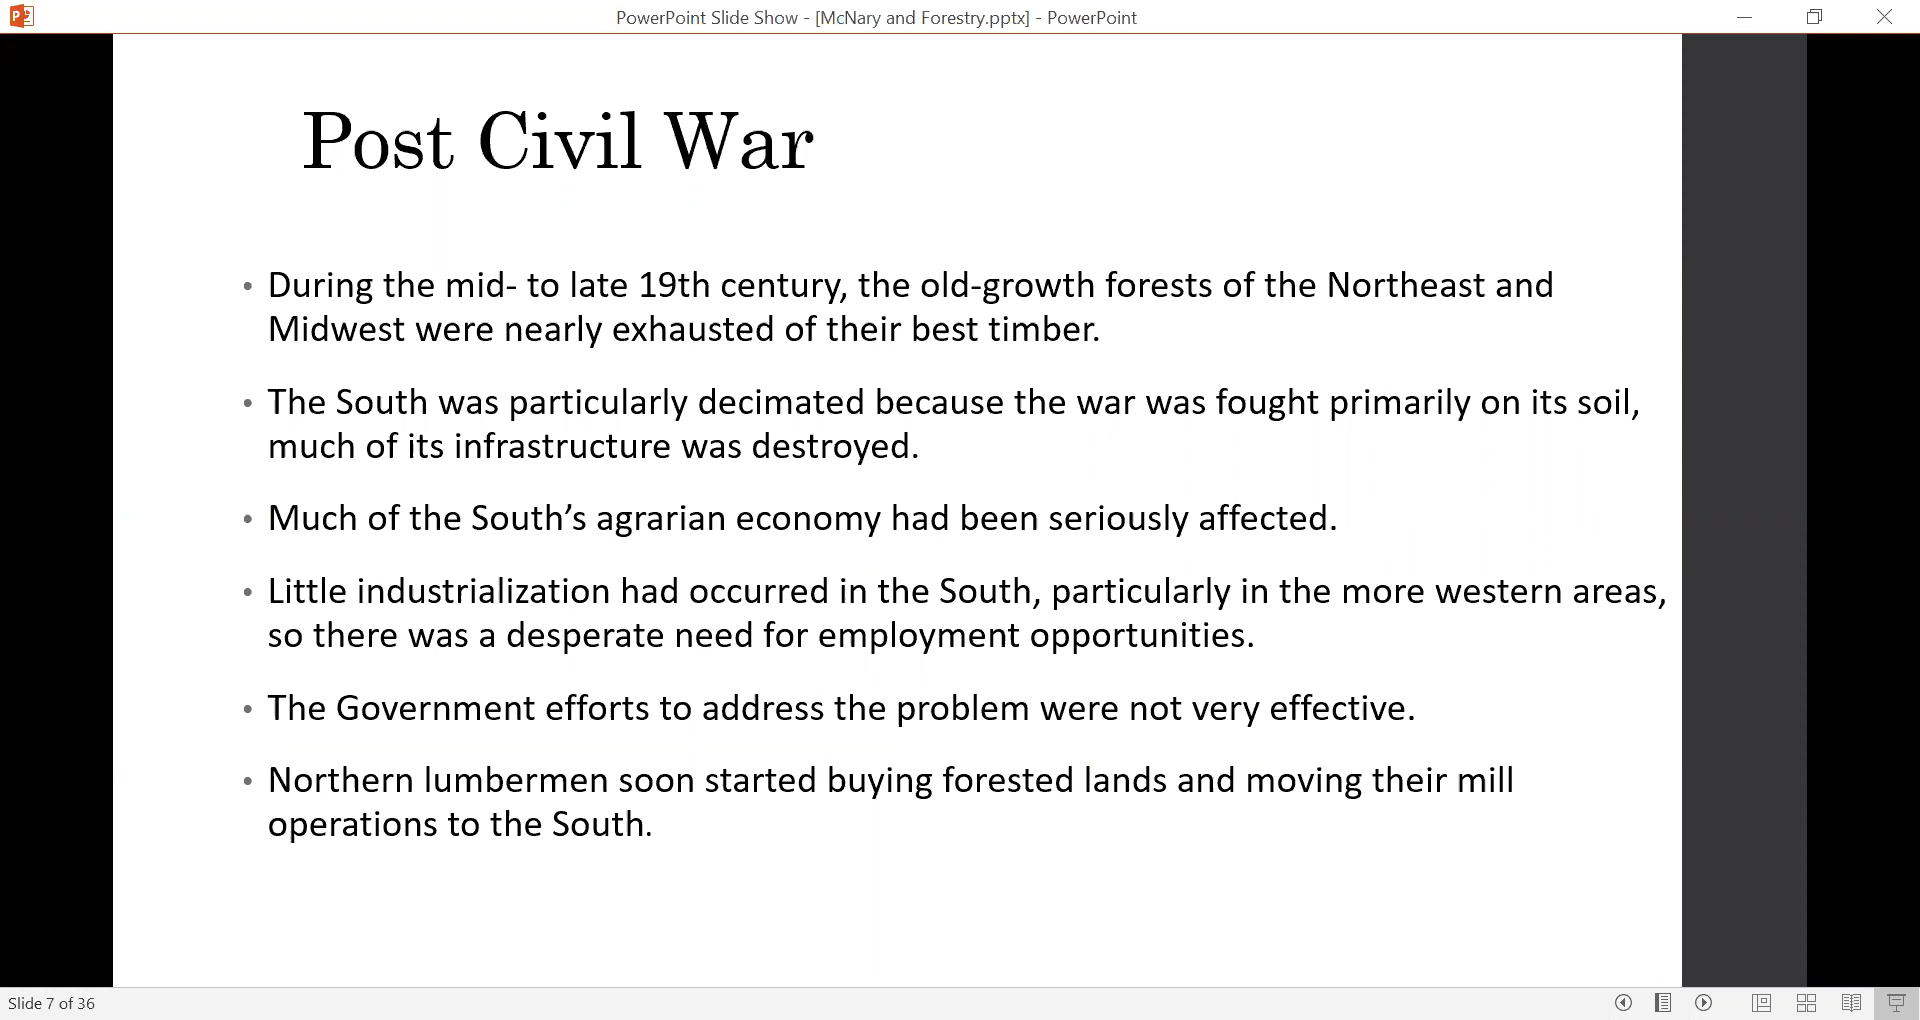 PowerPoint Slide Show - [McNary and Forestry.pptx] - PowerPoint
Post Civil War
• During the mid- to late 19th century, the old-growth forests of the Northeast and
Midwest were nearly exhausted of their best timber.
• The South was particularly decimated because the war was fought primarily on its soil,
much of its infrastructure was destroyed.
• Much of the South’s agrarian economy had been seriously affected.
• Little industrialization had occurred in the South, particularly in the more western areas,
so there was a desperate need for employment opportunities.
• The Government efforts to address the problem were not very effective.
• Northern lumbermen soon started buying forested lands and moving their mill
operations to the South.
Slide 7 of 36